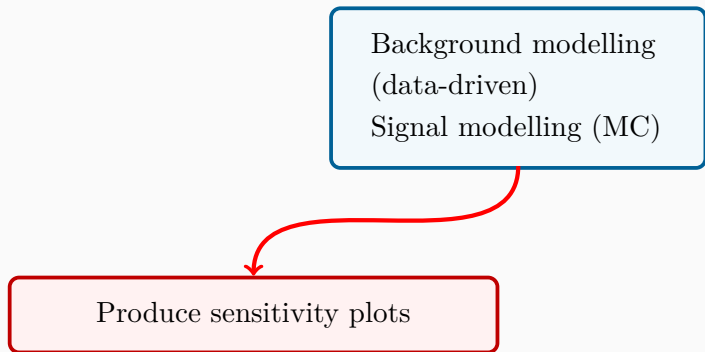 Background modelling
(data-driven)
Signal modelling (MC)
Produce sensitivity plots